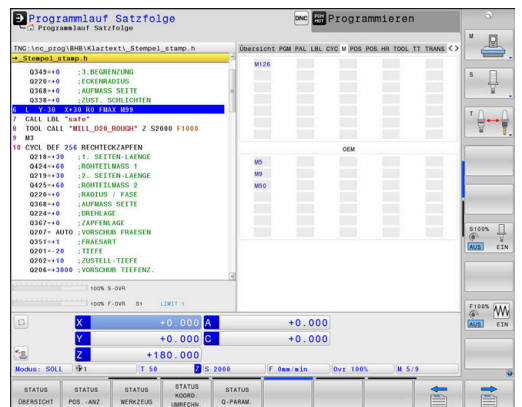 Programmlauf Satzfolge
Programmlauf Satzfolge
DNC
Programmieren
TNC:\nc_prog\BHB\Klartext\_Stempel_stamp.h
→_Stempel_stamp.h
Q349=+0 ;3.BEGRENZUNG
Q220=+0 ;ECKENRADIUS
Q368=+0 ;AUFMASS SEITE
Q338=+0 ;ZUST. SCHLICHTEN
6 L Y-30 X+30 R0 FMAX M99
7 CALL LBL "safe"
8 TOOL CALL "MILL_D20_ROUGH" Z S2000 F1000
9 M3
10 CYCL DEF 256 RECHTECKZAPFEN
Q218=+30 ;1. SEITEN-LAENGE
Q424=+60 ;ROHTEILMASS 1
Q219=+30 ;2. SEITEN-LAENGE
Q425=+60 ;ROHTEILMASS 2
Q220=+0 ;RADIUS / FASE
Q368=+0 ;AUFMASS SEITE
Q224=+0 ;DREHLAGE
Q367=+0 ;ZAPFENLAGE
Q207= AUTO ;VORSCHUB FRAESEN
Q351=+1 ;FRAESART
Q201=-20 ;TIEFE
Q202=+10 ;ZUSTELL-TIEFE
Q206=+3000 ;VORSCHUB TIEFENZ.
100% S-OVR
100% F-OVR S1 LIMIT 1
Übersicht PGM PAL LBL CYC M POS POS HR TOOL TT TRANS
M126
OEM
M5
M9
M50
X +0.000 A +0.000
Y +0.000 C +0.000
Z +180.000
Modus: SOLL 1 T 50 Z S 2000 F 0mm/min Ovr 100% M 5/9
STATUS ÜBERSICHT
STATUS POS.-ANZ.
STATUS WERKZEUG
STATUS KOORD. UMRECHN.
STATUS Q-PARAM.
M
S
T
S100%
AUS EIN
F100%
AUS EIN